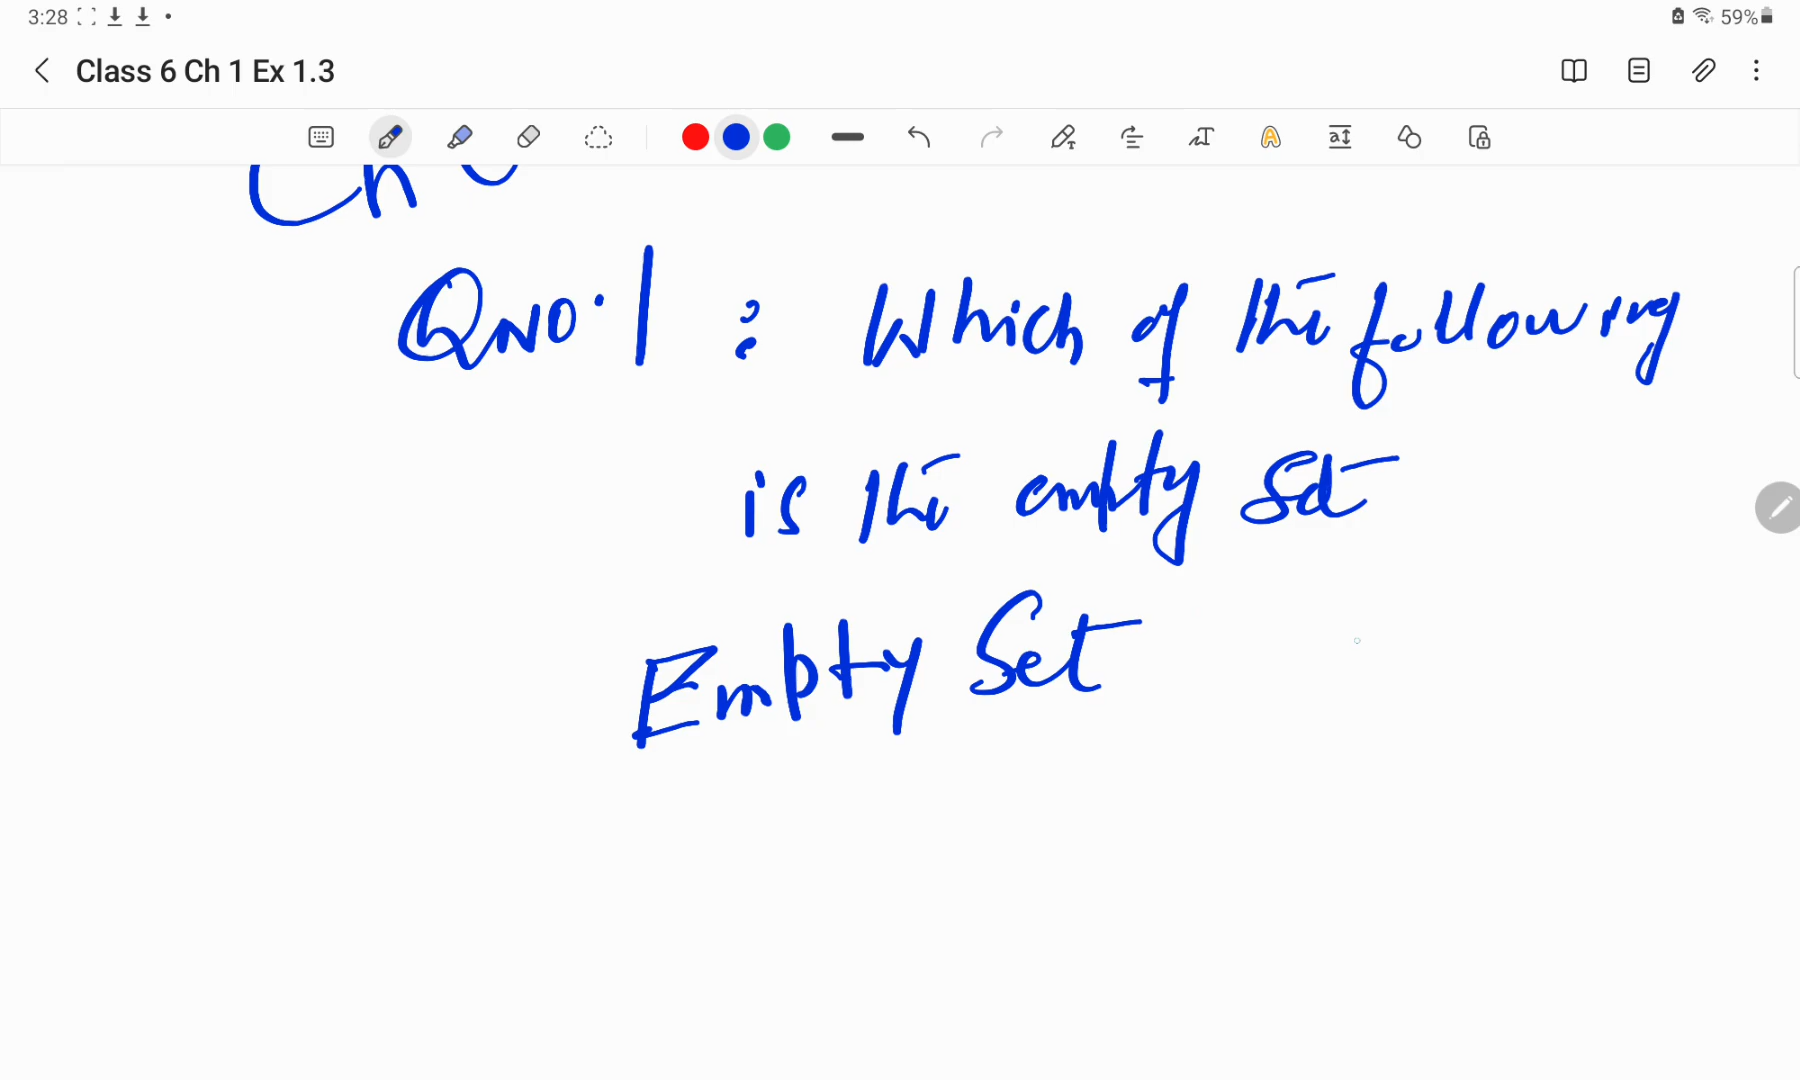 3:28 59%
Class 6 Ch 1 Ex 1.3
Ch
QNO.1 : Which of the following
is the empty Set
Empty Set